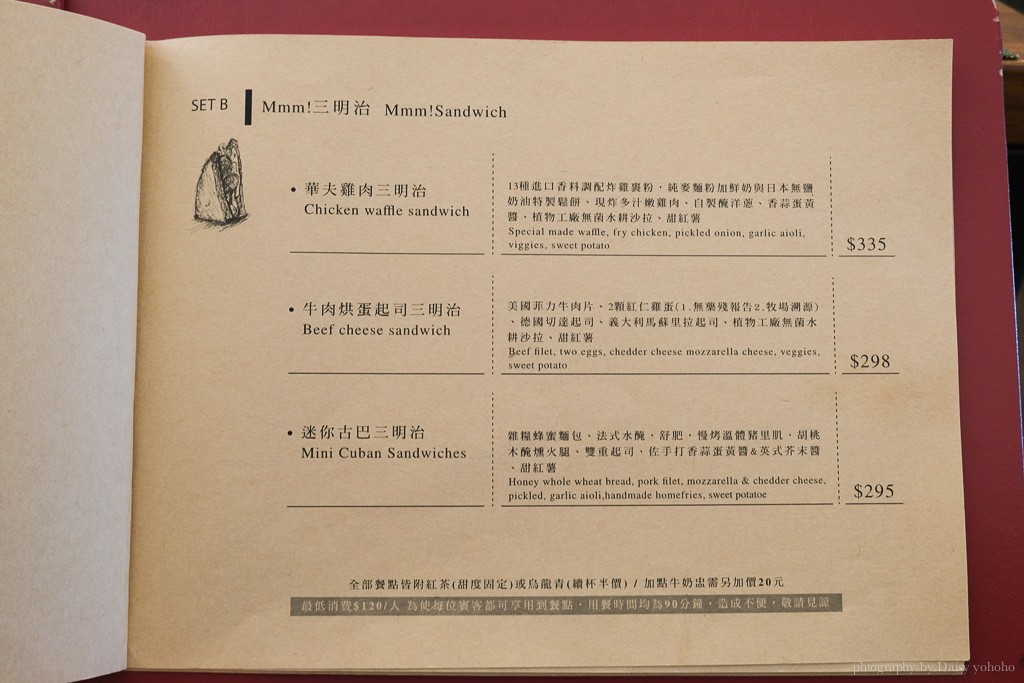 SET B
Mmm!三明治 Mmm!Sandwich
• 華夫雞肉三明治
Chicken waffle sandwich
13種進口香料調配炸雞裹粉，純麥麵粉加鮮奶與日本無鹽
奶油特製鬆餅、現炸多汁嫩雞肉、自製醃洋蔥、香蒜蛋黃
醬、植物工廠無菌水耕沙拉、甜紅薯
Special made waffle, fry chicken, pickled onion, garlic aioli,
viggies, sweet potato
$335
• 牛肉烘蛋起司三明治
Beef cheese sandwich
美國菲力牛肉片、2顆紅仁雞蛋(1.無藥殘報告2.牧場溯源)
、德國切達起司、義大利馬蘇里拉起司、植物工廠無菌水
耕沙拉、甜紅薯
Beef filet, two eggs, chedder cheese mozzarella cheese, veggies,
sweet potato
$298
• 迷你古巴三明治
Mini Cuban Sandwiches
雜糧蜂蜜麵包、法式水醃，舒肥，慢烤溫體豬里肌、胡桃
木醃燻火腿、雙重起司、佐手打香蒜蛋黃醬&英式芥末醬
、甜紅薯
Honey whole wheat bread, pork filet, mozzarella & chedder cheese,
pickled, garlic aioli,handmade homefries, sweet potatoe
$295
全部餐點皆附紅茶(甜度固定)或烏龍青(續杯半價) / 加點牛奶盅需另加價20元
最低消費$120/人 為使每位賓客都可享用到餐點，用餐時間均為90分鐘，造成不便，敬請見諒
photography by Daisy yohoho